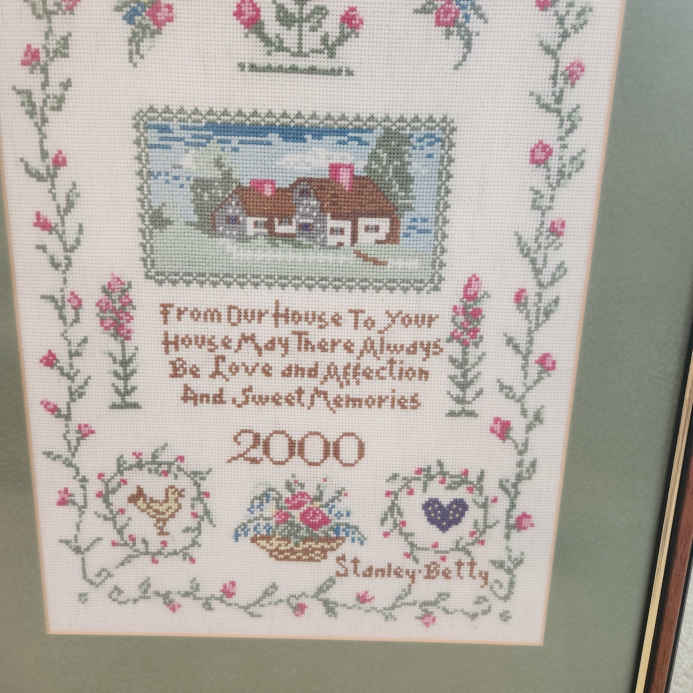 From Our House To Your
House May There Always
Be Love and Affection
And Sweet Memories
2000
Stanley·Betty